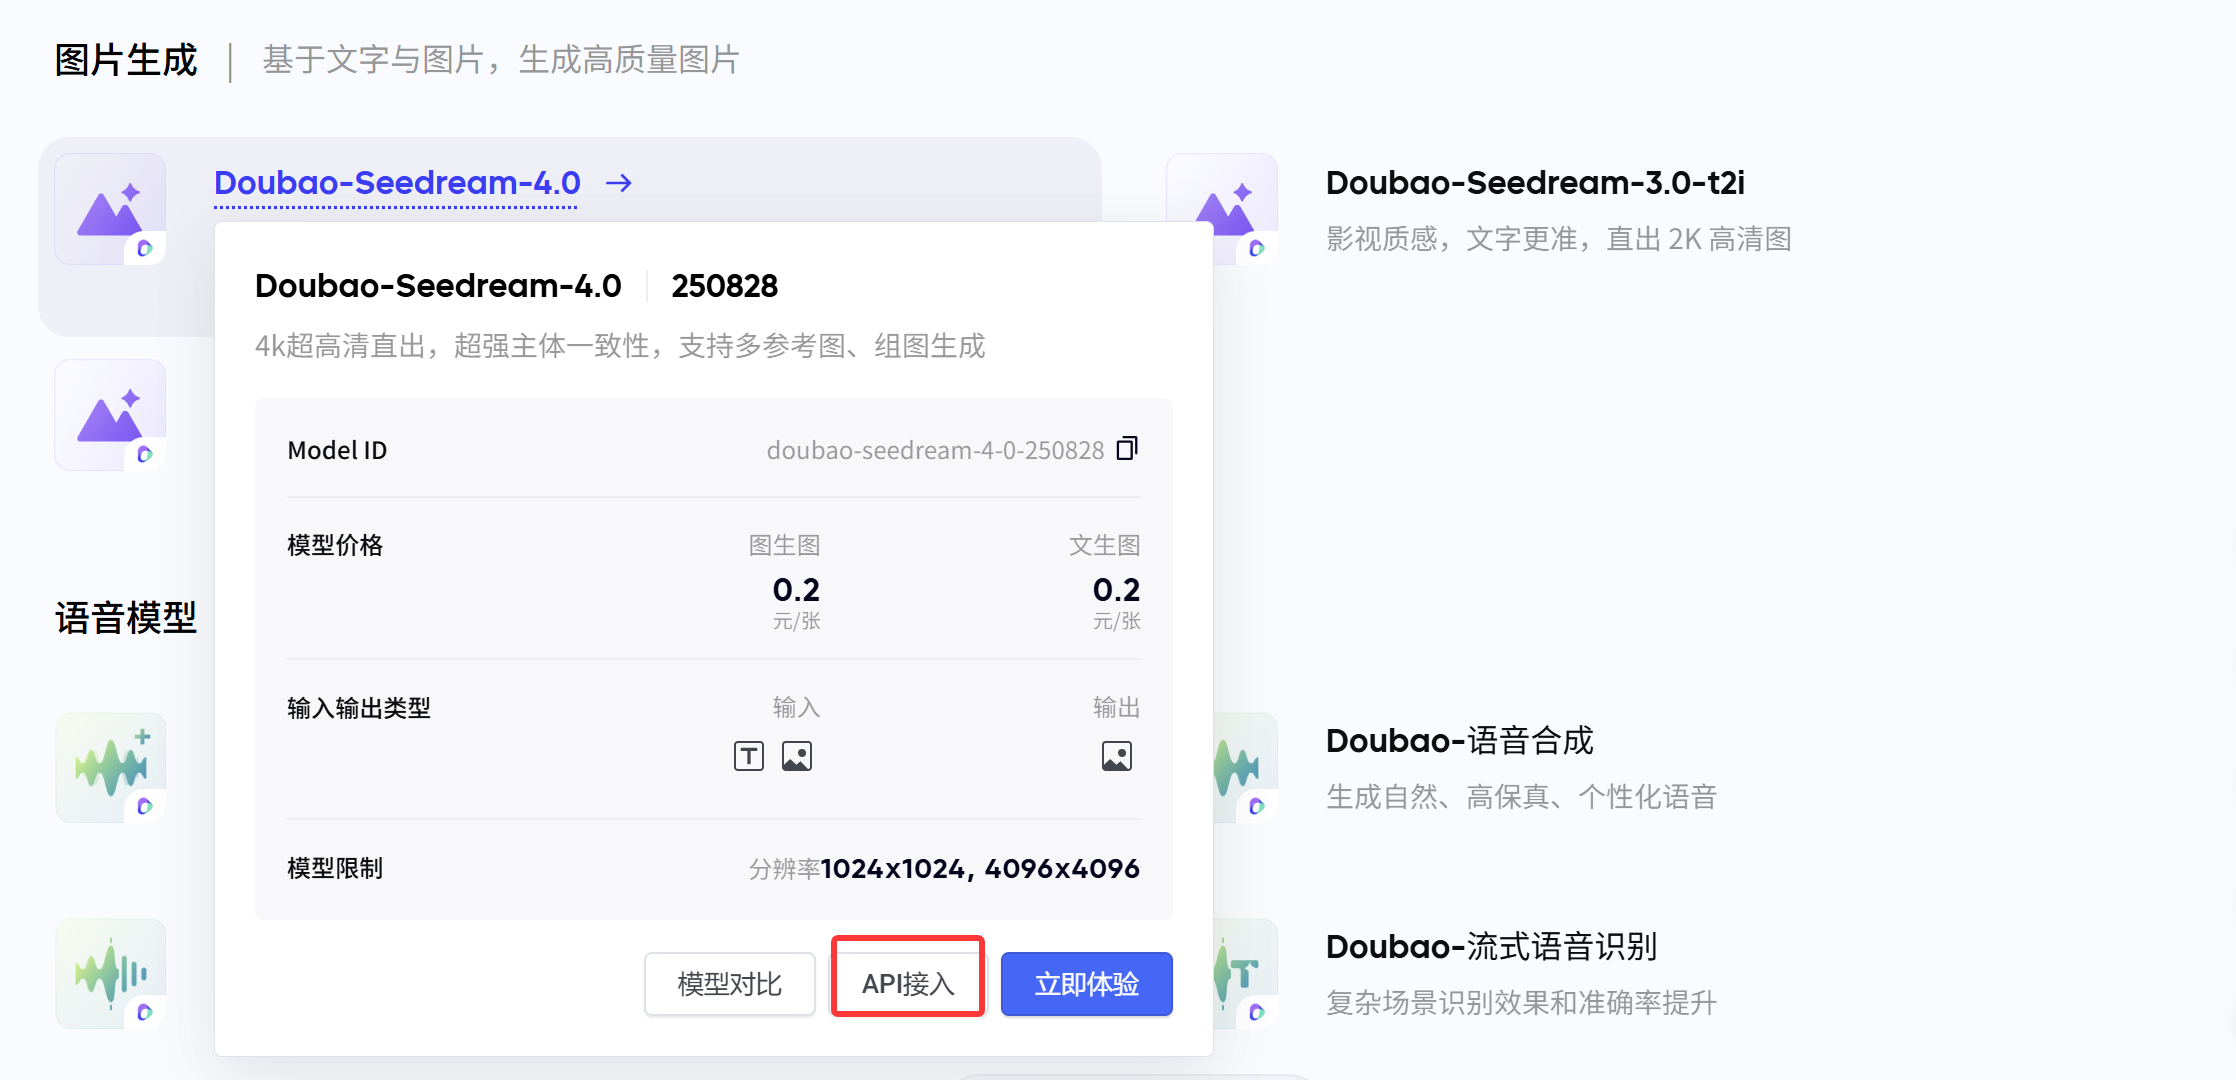 图片生成 | 基于文字与图片，生成高质量图片
Doubao-Seedream-4.0 →
Doubao-Seedream-3.0-t2i
影视质感，文字更准，直出 2K 高清图
Doubao-Seedream-4.0 | 250828
4k超高清直出，超强主体一致性，支持多参考图、组图生成
Model ID doubao-seedream-4-0-250828
模型价格 图生图 文生图
0.2 0.2
元/张 元/张
输入输出类型 输入 输出
T
模型限制 分辨率1024x1024, 4096x4096
模型对比 API接入 立即体验
语音模型
Doubao-语音合成
生成自然、高保真、个性化语音
Doubao-流式语音识别
复杂场景识别效果和准确率提升